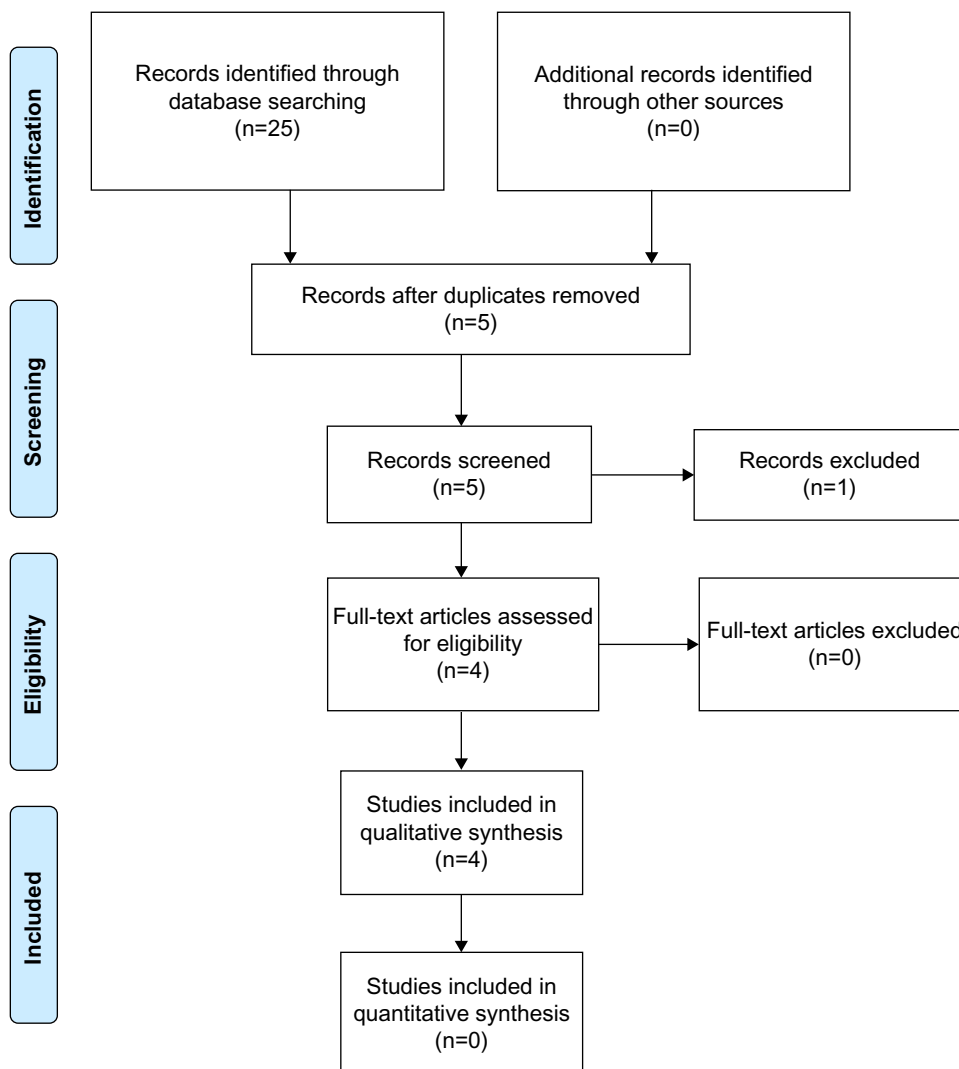 Identification
Records identified through
database searching
(n=25)
Additional records identified
through other sources
(n=0)
Records after duplicates removed
(n=5)
Screening
Records screened
(n=5)
Records excluded
(n=1)
Eligibility
Full-text articles assessed
for eligibility
(n=4)
Full-text articles excluded
(n=0)
Included
Studies included in
qualitative synthesis
(n=4)
Studies included in
quantitative synthesis
(n=0)